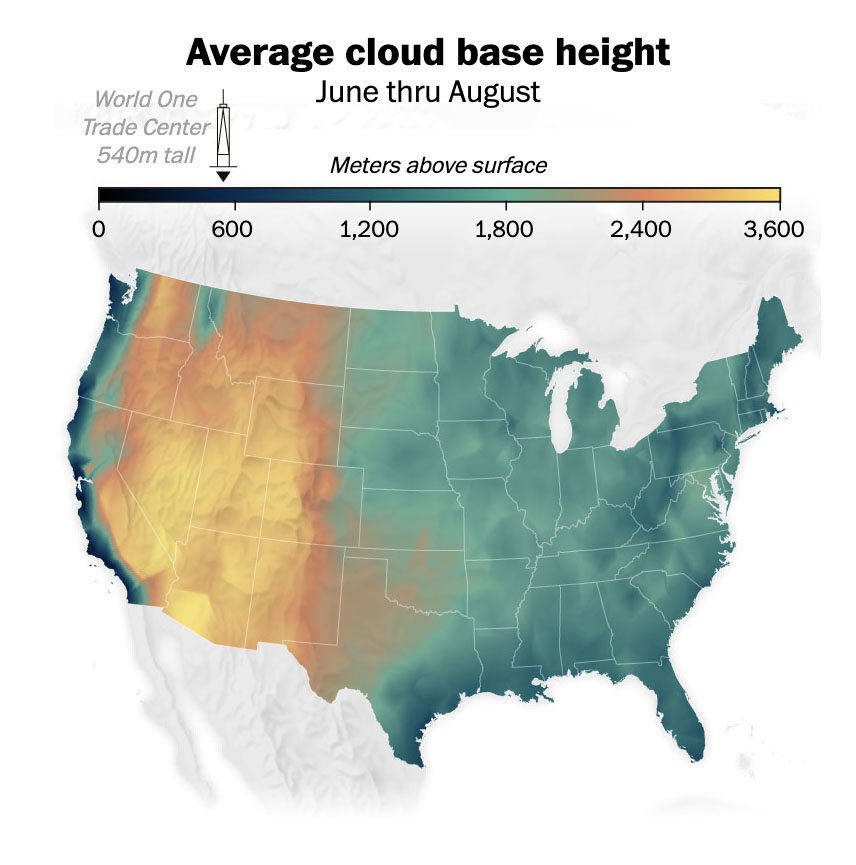 Average cloud base height
June thru August
World One
Trade Center
540m tall
Meters above surface
0 600 1,200 1,800 2,400 3,600